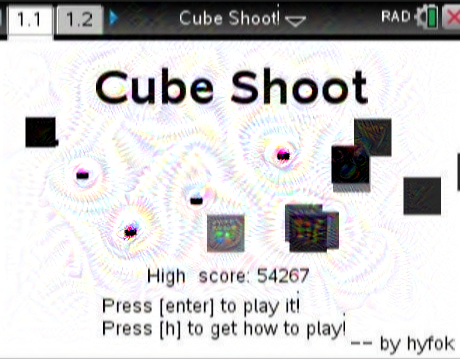 1.1 1.2 Cube Shoot! RAD
Cube Shoot
High score: 54267
Press [enter] to play it!
Press [h] to get how to play!
-- by hyfok